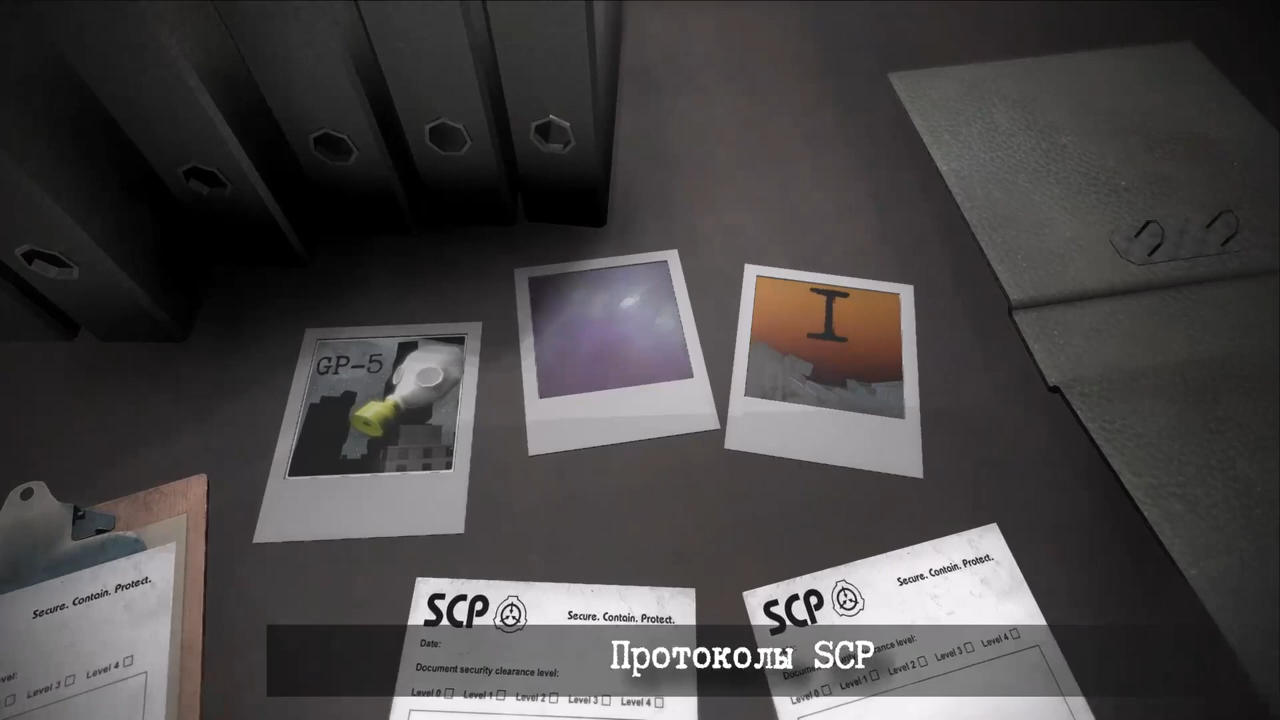 GP-5
I
Secure. Contain. Protect.
Level 3 Level 4
SCP
Secure. Contain. Protect.
Date:
Document security clearance level:
Level 0 Level 1 Level 2 Level 3 Level 4
SCP
Secure. Contain. Protect.
level:
Level 0 Level 1 Level 2 Level 3 Level 4
Протоколы SCP